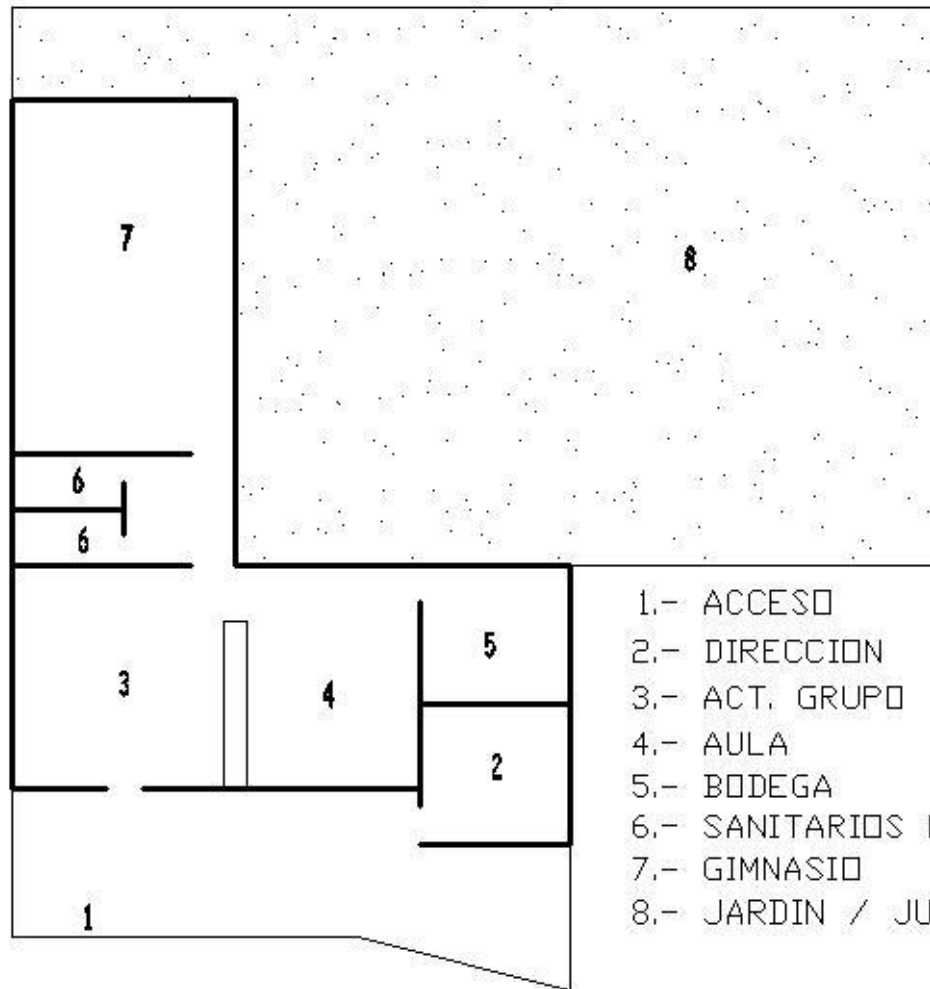 7
8
6
6
3
4
5
2
1
1.- ACCESO
2.- DIRECCION
3.- ACT. GRUPO
4.- AULA
5.- BODEGA
6.- SANITARIOS
7.- GIMNASIO
8.- JARDIN /